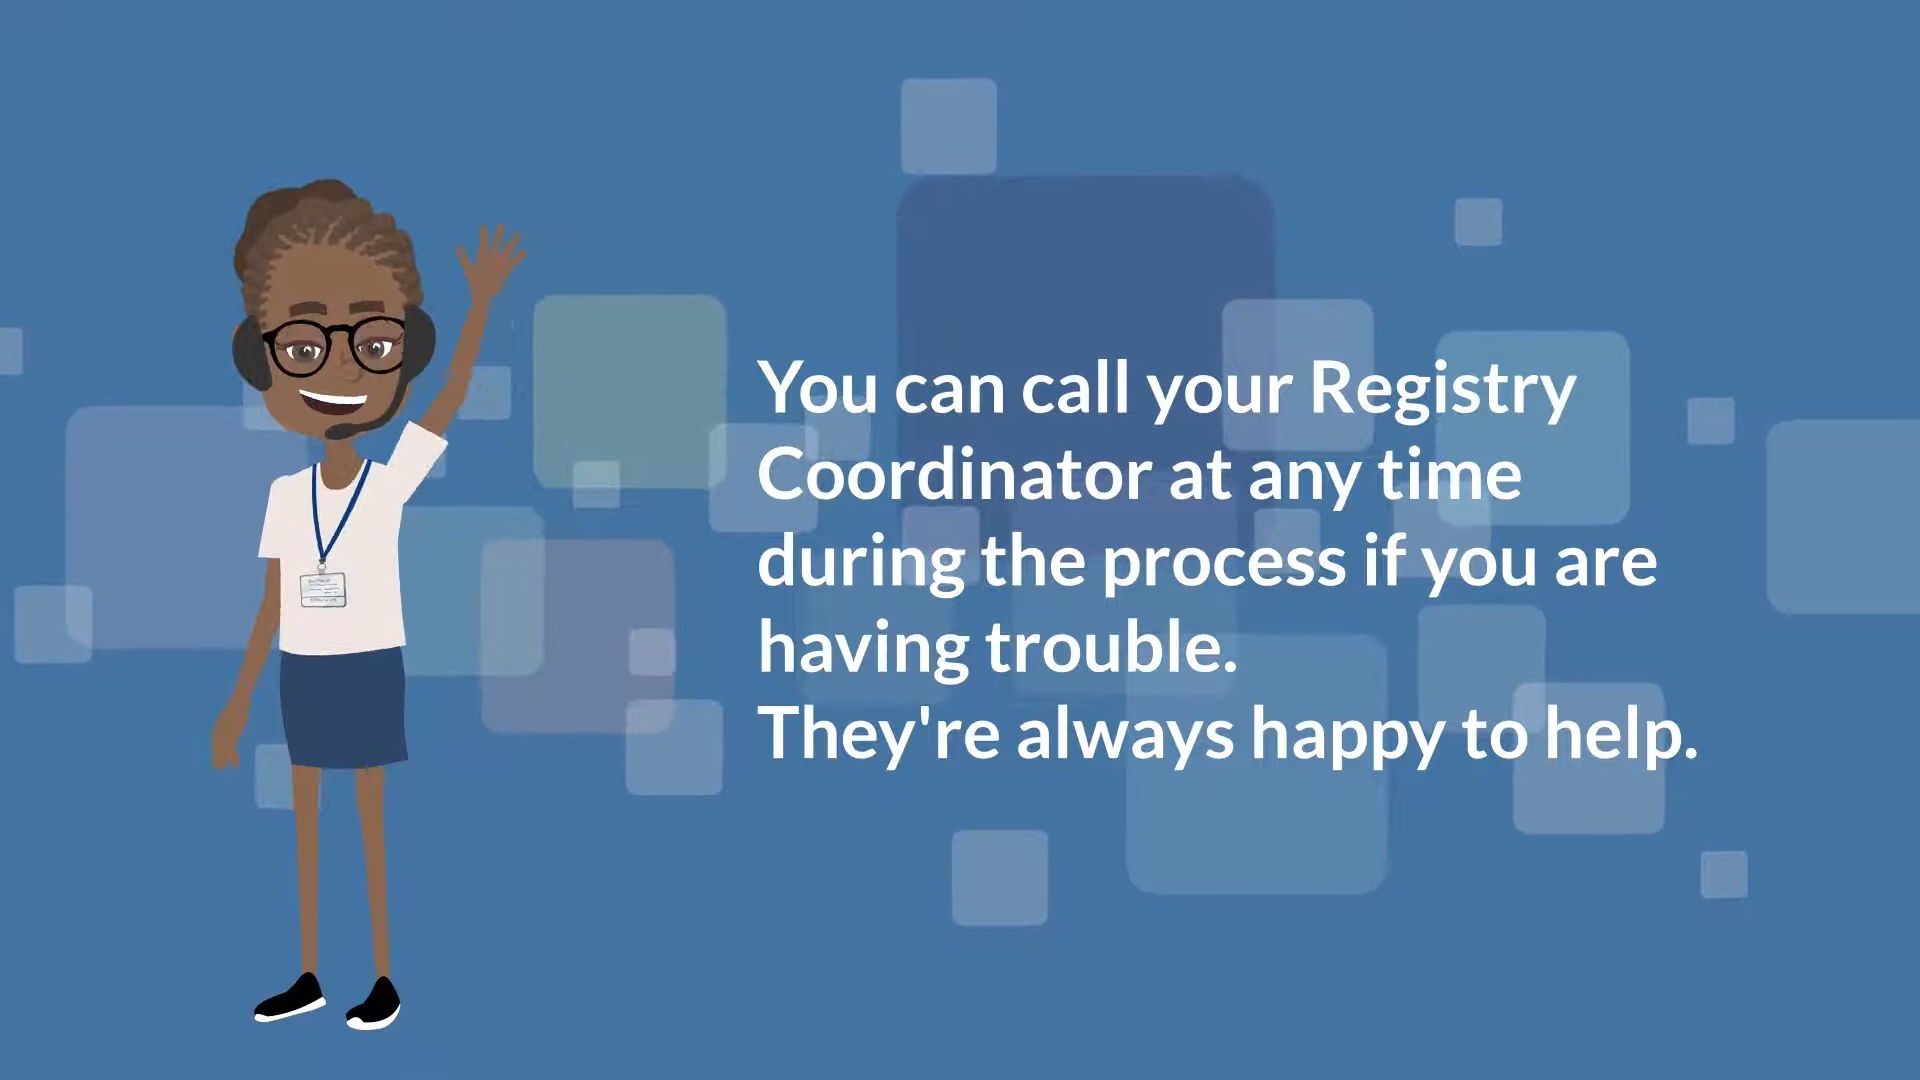 You can call your Registry
Coordinator at any time
during the process if you are
having trouble.
They're always happy to help.